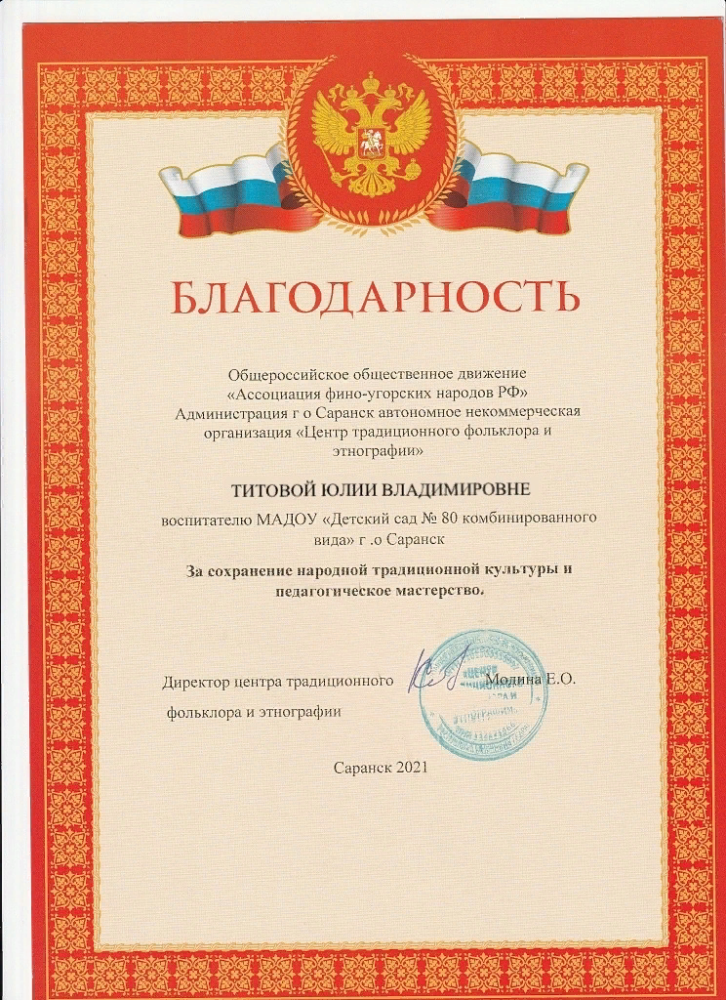 БЛАГОДАРНОСТЬ
Общероссийское общественное движение
«Ассоциация фино-угорских народов РФ»
Администрация г о Саранск автономное некоммерческая
организация «Центр традиционного фольклора и
этнографии»
ТИТОВОЙ ЮЛИИ ВЛАДИМИРОВНЕ
воспитателю МАДОУ «Детский сад № 80 комбинированного
вида» г .о Саранск
За сохранение народной традиционной культуры и
педагогическое мастерство.
Директор центра традиционного Модина Е.О.
фольклора и этнографии
«ЦЕНТР
Саранск 2021